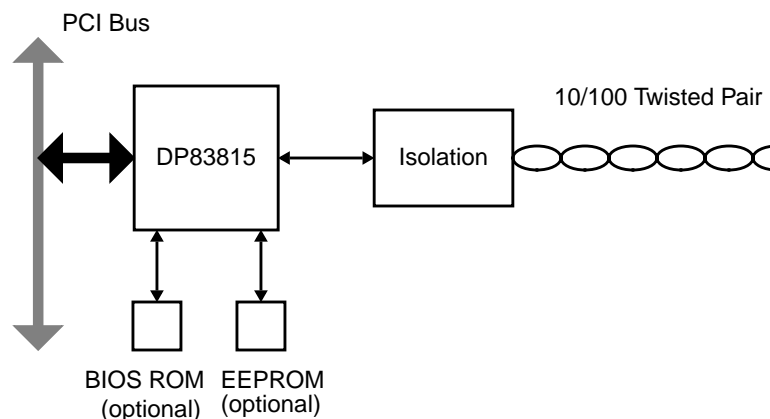 PCI Bus
10/100 Twisted Pair
DP83815
Isolation
BIOS ROM
(optional)
EEPROM
(optional)